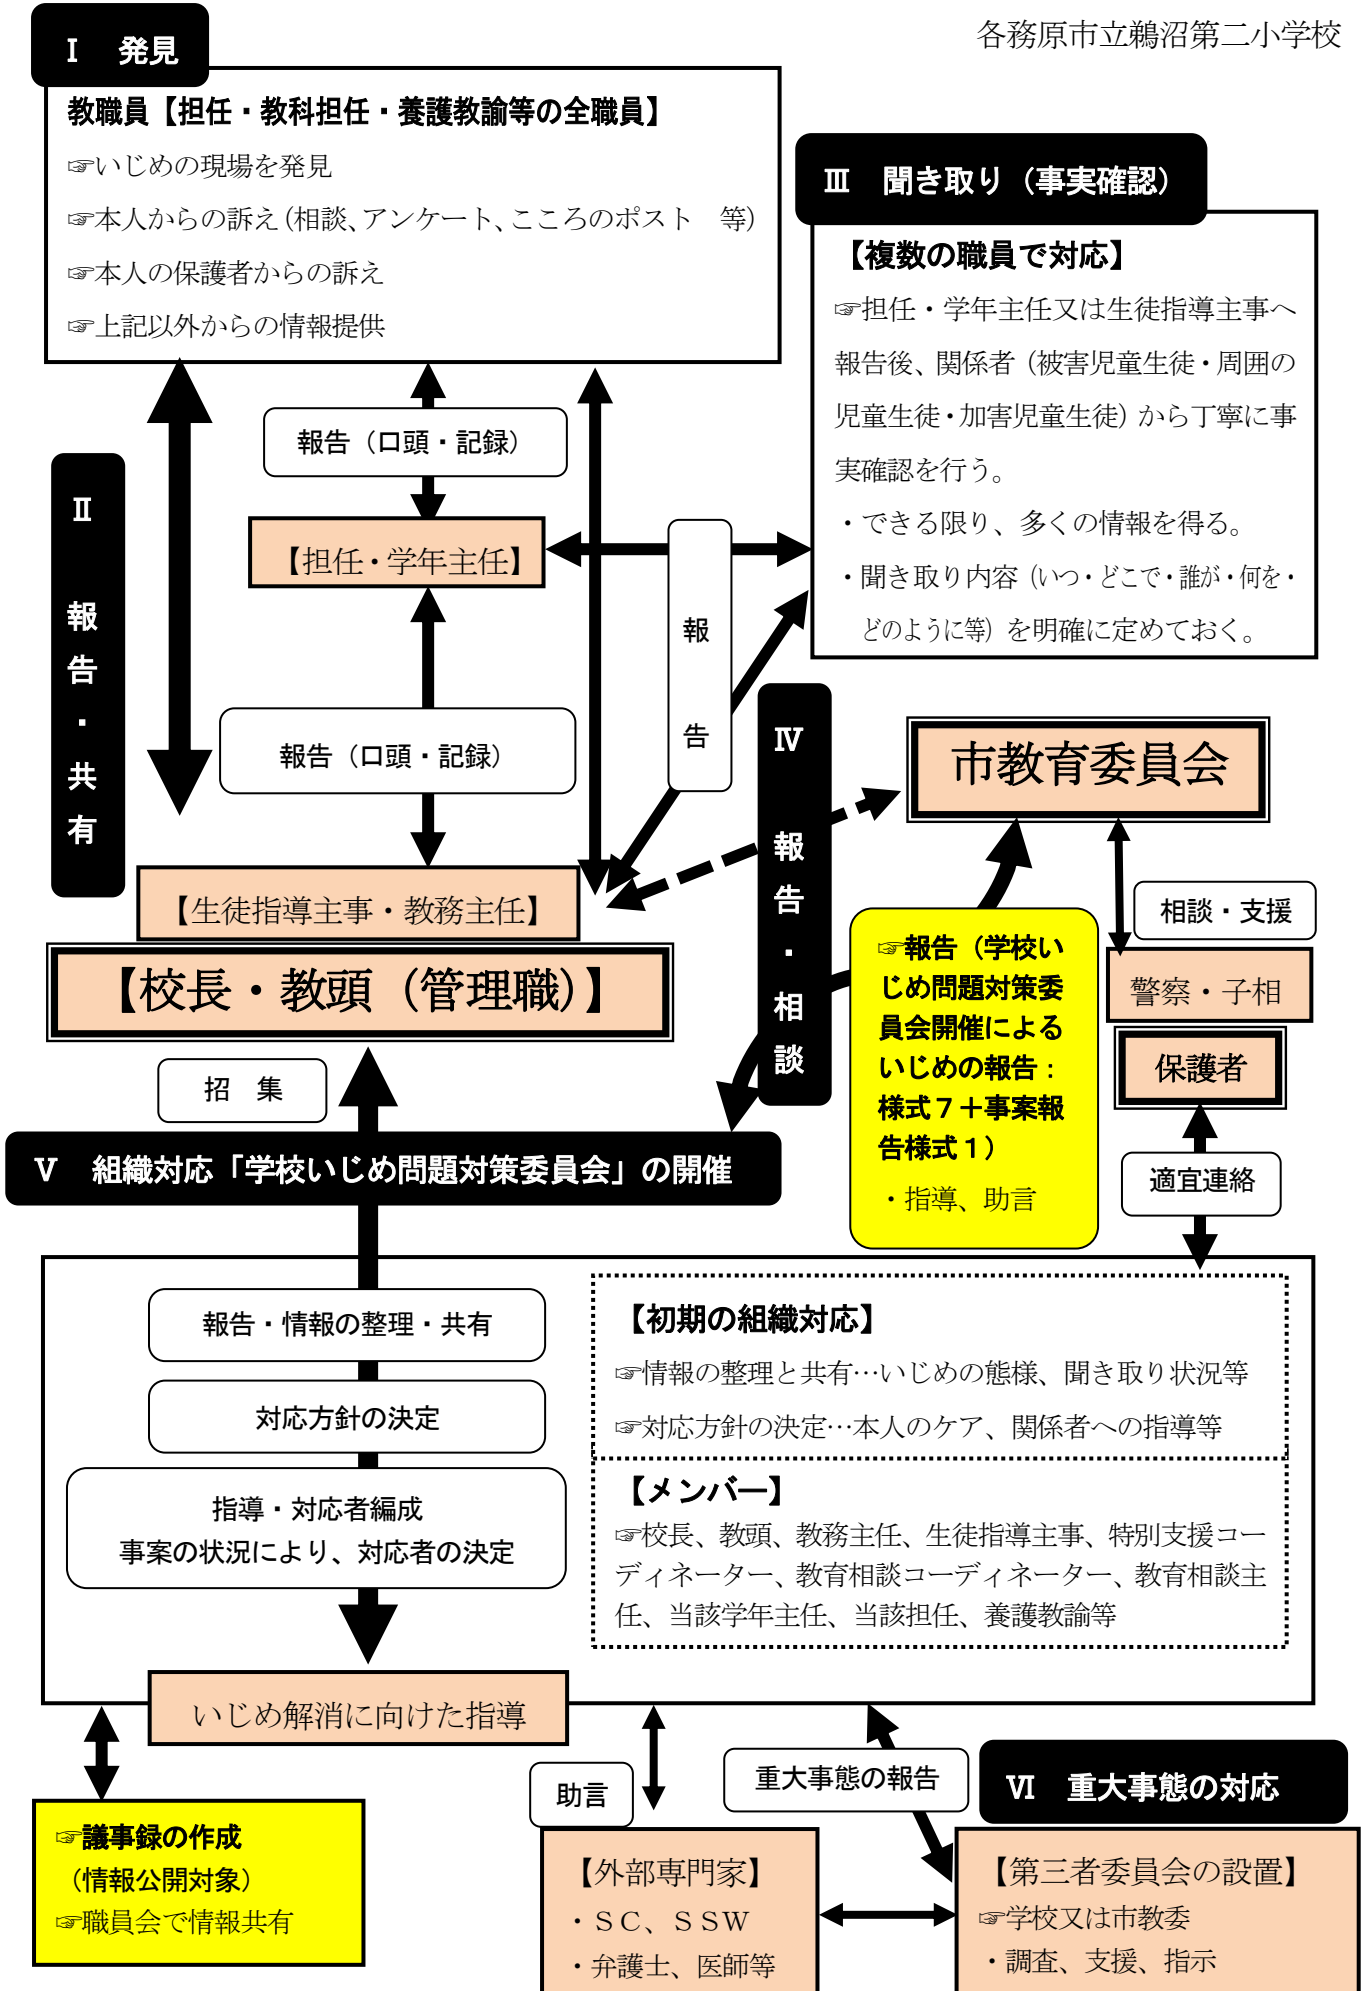 各務原市立鵜沼第二小学校
Ⅰ　発見
教職員【担任・教科担任・養護教諭等の全職員】
☞いじめの現場を発見
☞本人からの訴え（相談、アンケート、こころのポスト　等）
☞本人の保護者からの訴え
☞上記以外からの情報提供
Ⅲ　聞き取り（事実確認）
【複数の職員で対応】
☞担任・学年主任又は生徒指導主事へ
報告後、関係者（被害児童生徒・周囲の
児童生徒・加害児童生徒）から丁寧に事
実確認を行う。
・できる限り、多くの情報を得る。
・聞き取り内容（いつ・どこで・誰が・何を・
どのように等）を明確に定めておく。
Ⅱ　報告・共有
報告（口頭・記録）
【担任・学年主任】
報告
報告（口頭・記録）
【生徒指導主事・教務主任】
【校長・教頭（管理職）】
Ⅳ　報告・相談
市教育委員会
相談・支援
警察・子相
保護者
適宜連絡
☞報告（学校い
じめ問題対策委
員会開催による
いじめの報告：
様式７＋事案報
告様式１）
・指導、助言
招　集
Ⅴ　組織対応「学校いじめ問題対策委員会」の開催
報告・情報の整理・共有
対応方針の決定
指導・対応者編成
事案の状況により、対応者の決定
いじめ解消に向けた指導
【初期の組織対応】
☞情報の整理と共有…いじめの態様、聞き取り状況等
☞対応方針の決定…本人のケア、関係者への指導等
【メンバー】
☞校長、教頭、教務主任、生徒指導主事、特別支援コー
ディネーター、教育相談コーディネーター、教育相談主
任、当該学年主任、当該担任、養護教諭等
☞議事録の作成
（情報公開対象）
☞職員会で情報共有
助言
【外部専門家】
・ＳＣ、ＳＳＷ
・弁護士、医師等
重大事態の報告
Ⅵ　重大事態の対応
【第三者委員会の設置】
☞学校又は市教委
・調査、支援、指示